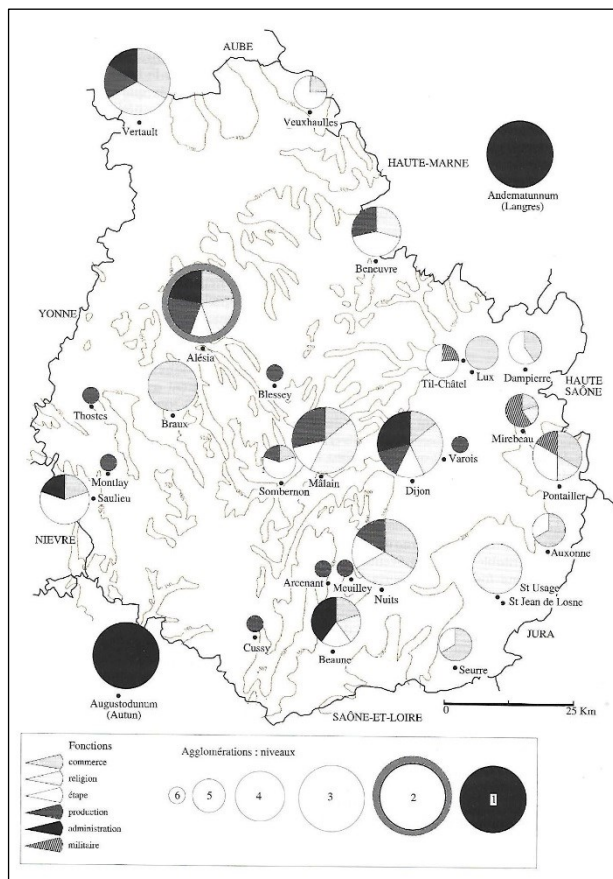 AUBE
Vertault
Veuxhaulles
HAUTE-MARNE
Andematunnum
(Langres)
Beneuvre
YONNE
Alésia
Blessey
Til-Châtel
Lux
Dampierre
HAUTE
SAÔNE
Thostes
Braux
Mirebeau
Montlay
Sombernon
Mâlain
Dijon
Varois
Pontailler
Saulieu
NIEVRE
Auxonne
Arcenant
Meuilley
Nuits
St Usage
St Jean de Losne
Cussy
Beaune
Seurre
JURA
Augustodunum
(Autun)
SAÔNE-ET-LOIRE
25 Km
Fonctions
commerce
religion
étape
production
administration
militaire
Agglomérations : niveaux
6
5
4
3
2
1